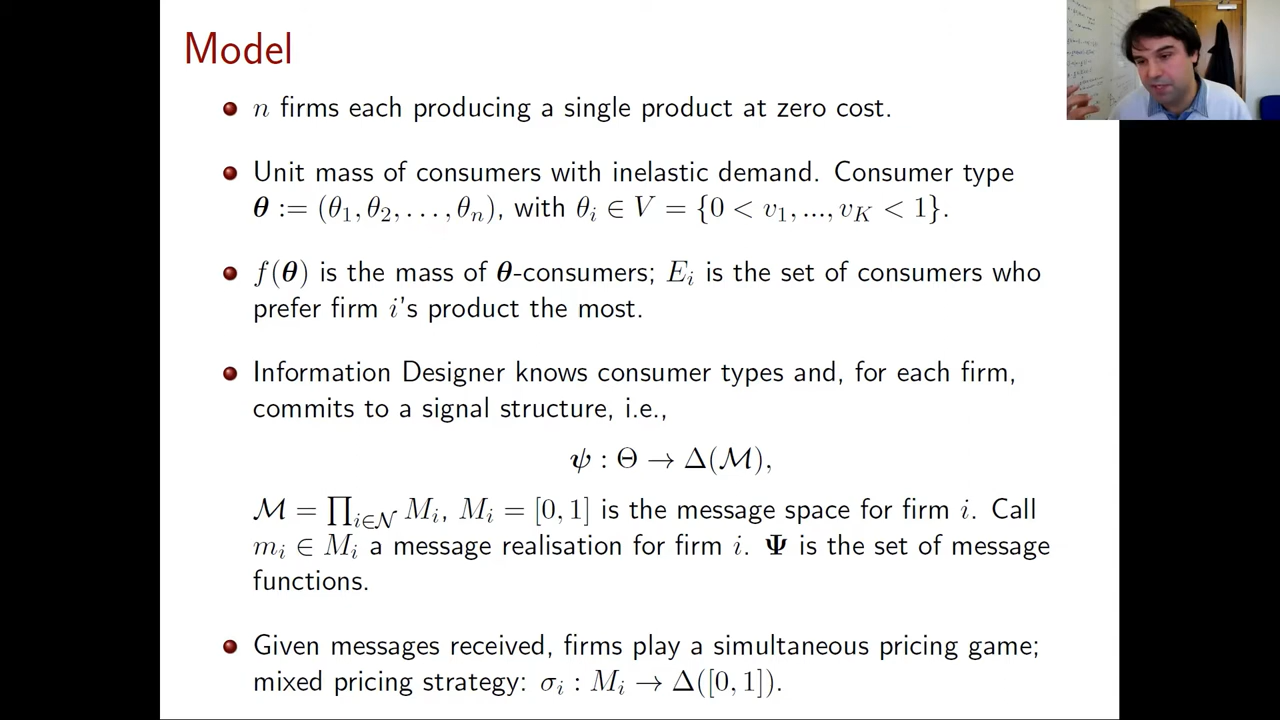 Model
n firms each producing a single product at zero cost.
Unit mass of consumers with inelastic demand. Consumer type
θ := (θ₁, θ₂, . . . , θₙ), with θᵢ ∈ V = {0 < v₁, ..., v_K < 1}.
f(θ) is the mass of θ-consumers; Eᵢ is the set of consumers who
prefer firm i's product the most.
Information Designer knows consumer types and, for each firm,
commits to a signal structure, i.e.,
ψ : Θ → Δ(ℳ),
ℳ = ∏_{i∈𝒩} Mᵢ, Mᵢ = [0, 1] is the message space for firm i. Call
mᵢ ∈ Mᵢ a message realisation for firm i. Ψ is the set of message
functions.
Given messages received, firms play a simultaneous pricing game;
mixed pricing strategy: σᵢ : Mᵢ → Δ([0, 1]).